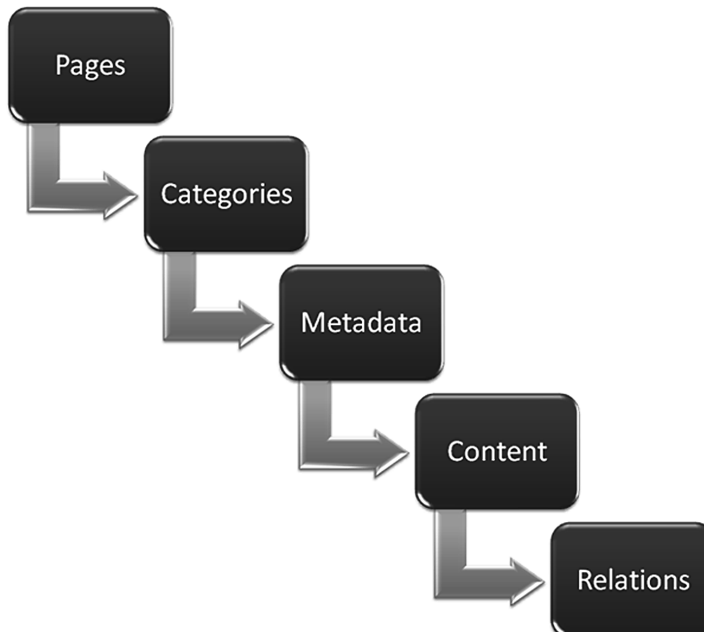 Pages
Categories
Metadata
Content
Relations